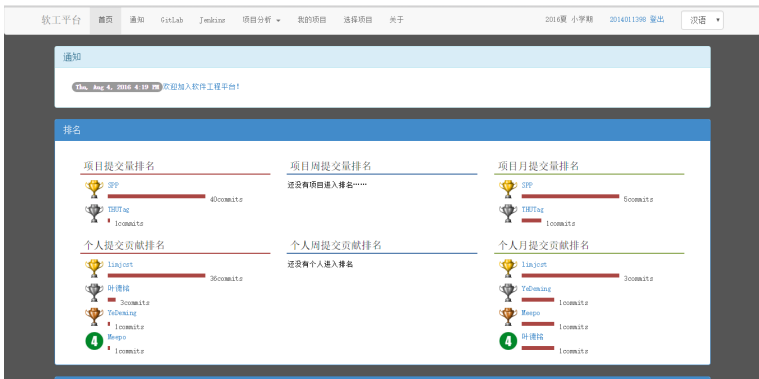 软工平台 首页 通知 GitLab Jenkins 项目分析 我的项目 选择项目 关于 2016夏 小学期 2014011398 登出 汉语
通知
Thu, Aug 4, 2016 4:19 PM 欢迎加入软件工程平台!
排名
项目提交量排名 项目周提交量排名 项目月提交量排名
SPP 还没有项目进入排名…… SPP
40commits 5commits
THUTag THUTag
1commits 1commits
个人提交贡献排名 个人周提交贡献排名 个人月提交贡献排名
linjcst 还没有个人进入排名 linjcst
36commits 3commits
叶德铭 YeDeming
3commits 1commits
YeDeming Meepo
1commits 1commits
4 Meepo 4 叶德铭
1commits 1commits